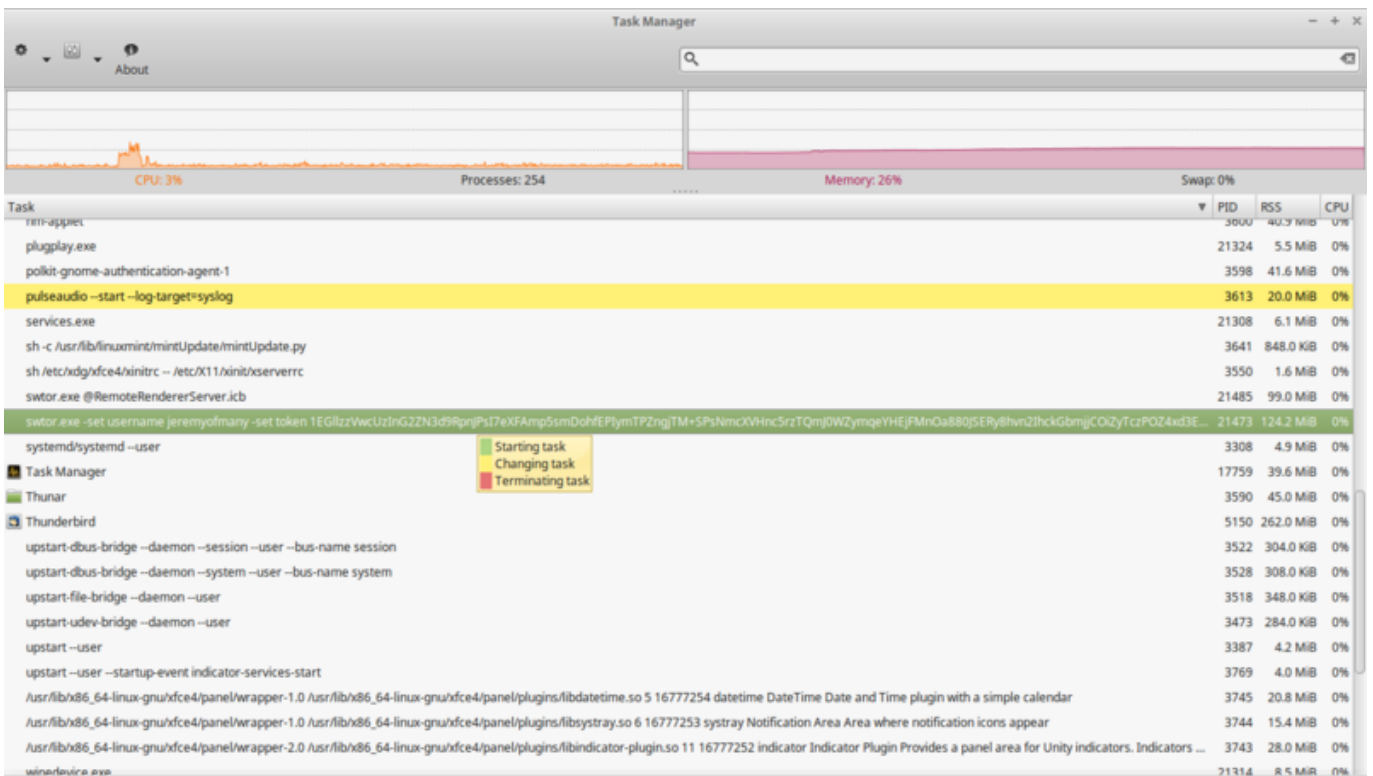 Task Manager
About
CPU: 3% Processes: 254 Memory: 26% Swap: 0%
Task PID RSS CPU
nm-applet 3600 40.9 MiB 0%
plugplay.exe 21324 5.5 MiB 0%
polkit-gnome-authentication-agent-1 3598 41.6 MiB 0%
pulseaudio --start --log-target=syslog 3613 20.0 MiB 0%
services.exe 21308 6.1 MiB 0%
sh -c /usr/lib/linuxmint/mintUpdate/mintUpdate.py 3641 848.0 KiB 0%
sh /etc/xdg/xfce4/xinitrc -- /etc/X11/xinit/xserverrc 3550 1.6 MiB 0%
swtor.exe @RemoteRendererServer.icb 21485 99.0 MiB 0%
swtor.exe -set username jeremyofmany -set token 21473 124.2 MiB 0%
systemd/systemd --user 3308 4.9 MiB 0%
Starting task
Changing task
Terminating task
Task Manager 17759 39.6 MiB 0%
Thunar 3590 45.0 MiB 0%
Thunderbird 5150 262.0 MiB 0%
upstart-dbus-bridge --daemon --session --user --bus-name session 3522 304.0 KiB 0%
upstart-dbus-bridge --daemon --system --user --bus-name system 3528 308.0 KiB 0%
upstart-file-bridge --daemon --user 3518 348.0 KiB 0%
upstart-udev-bridge --daemon --user 3473 284.0 KiB 0%
upstart --user 3387 4.2 MiB 0%
upstart --user --startup-event indicator-services-start 3769 4.0 MiB 0%
/usr/lib/x86_64-linux-gnu/xfce4/panel/wrapper-1.0 /usr/lib/x86_64-linux-gnu/xfce4/panel/plugins/libdatetime.so 5 16777254 datetime DateTime Date and Time plugin with a simple calendar 3745 20.8 MiB 0%
/usr/lib/x86_64-linux-gnu/xfce4/panel/wrapper-1.0 /usr/lib/x86_64-linux-gnu/xfce4/panel/plugins/libsystray.so 6 16777253 systray Notification Area Area where notification icons appear 3744 15.4 MiB 0%
/usr/lib/x86_64-linux-gnu/xfce4/panel/wrapper-2.0 /usr/lib/x86_64-linux-gnu/xfce4/panel/plugins/libindicator-plugin.so 11 16777252 indicator Indicator Plugin Provides a panel area for Unity indicators. Indicators ... 3743 28.0 MiB 0%
winedevice.exe 21314 8.5 MiB 0%